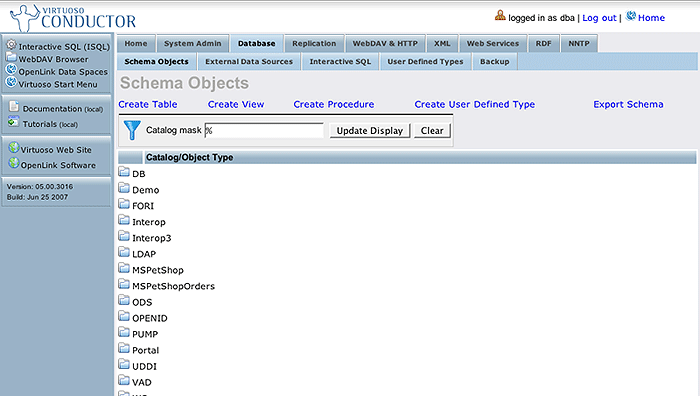 VIRTUOSO
CONDUCTOR
logged in as dba | Log out | Home
Interactive SQL (ISQL)
WebDAV Browser
OpenLink Data Spaces
Virtuoso Start Menu
Documentation (local)
Tutorials (local)
Virtuoso Web Site
OpenLink Software
Version: 05.00.3016
Build: Jun 25 2007
Home System Admin Database Replication WebDAV & HTTP XML Web Services RDF NNTP
Schema Objects External Data Sources Interactive SQL User Defined Types Backup
Schema Objects
Create Table Create View Create Procedure Create User Defined Type Export Schema
Catalog mask % Update Display Clear
Catalog/Object Type
DB
Demo
FORI
Interop
Interop3
LDAP
MSPetShop
MSPetShopOrders
ODS
OPENID
PUMP
Portal
UDDI
VAD